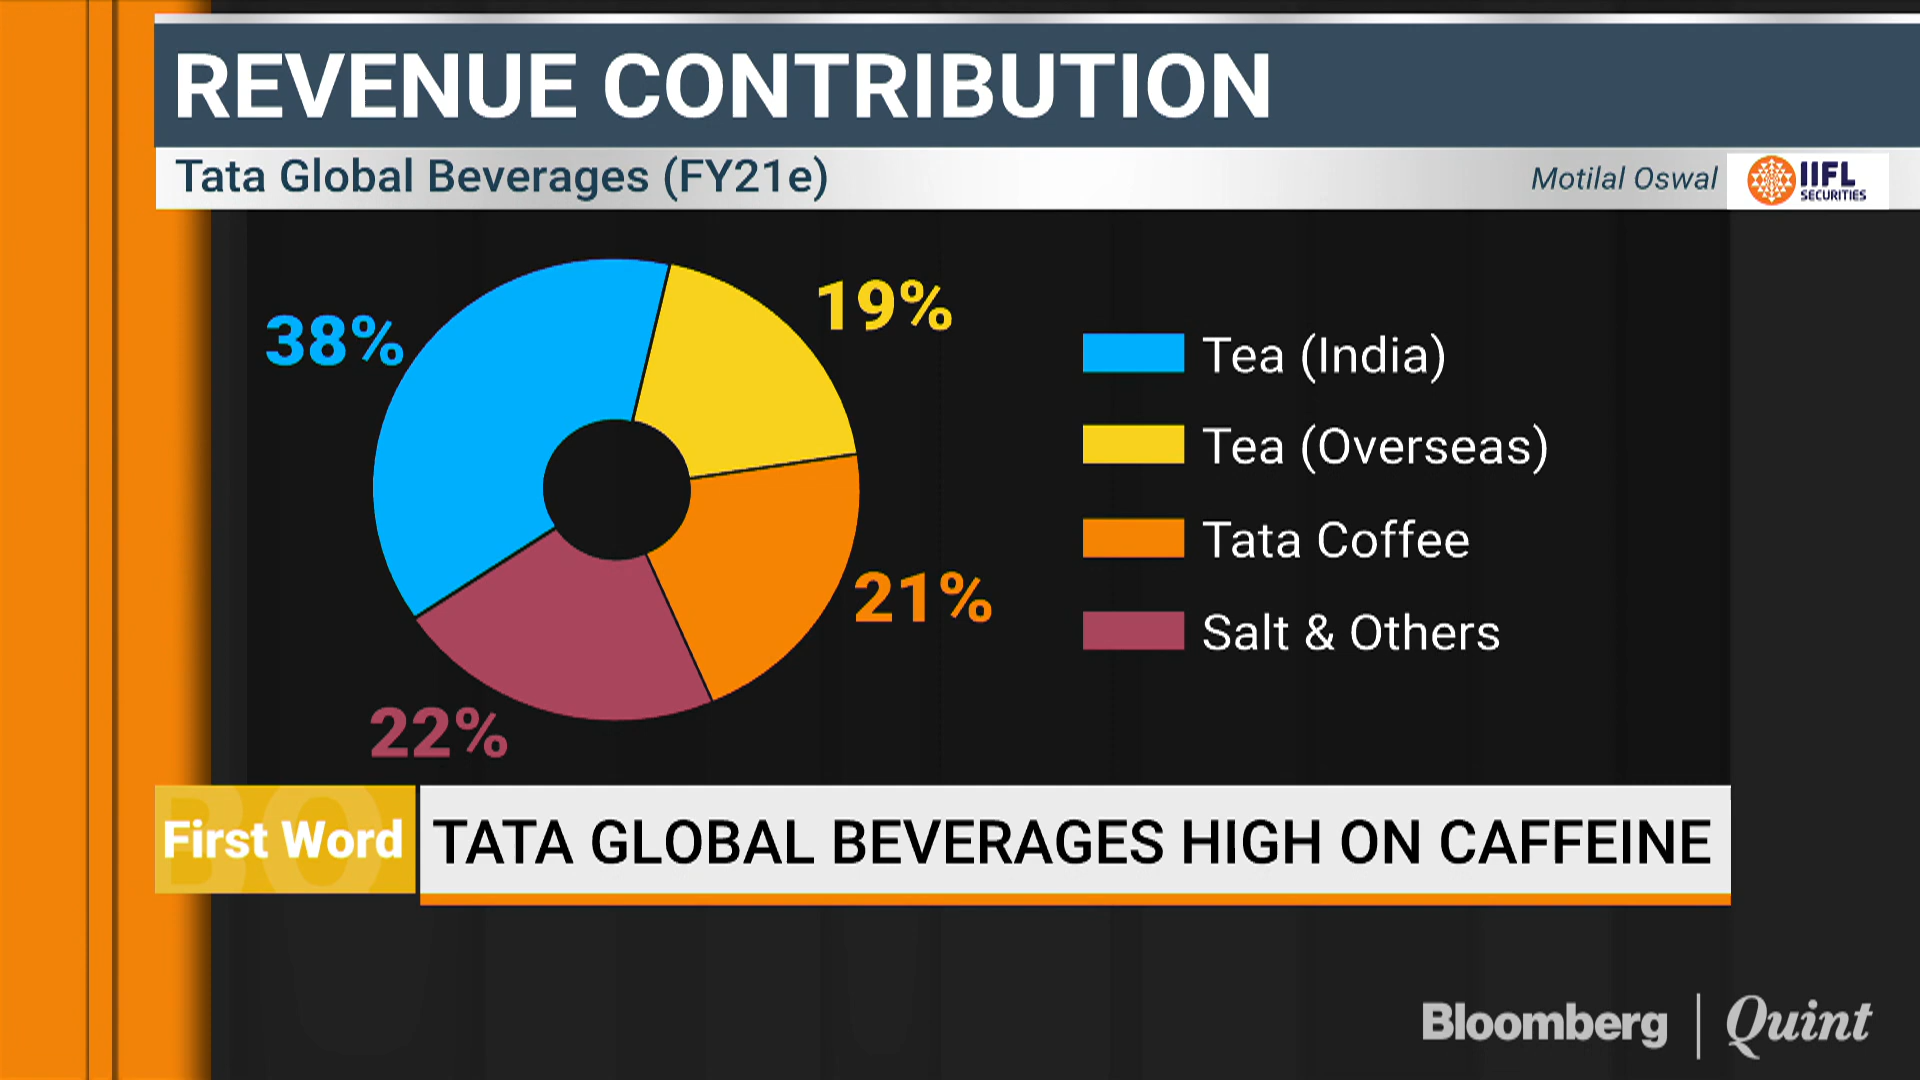 REVENUE CONTRIBUTION
Tata Global Beverages (FY21e)
Motilal Oswal
IIFL
SECURITIES
38%
19%
21%
22%
Tea (India)
Tea (Overseas)
Tata Coffee
Salt & Others
First Word
TATA GLOBAL BEVERAGES HIGH ON CAFFEINE
Bloomberg | Quint